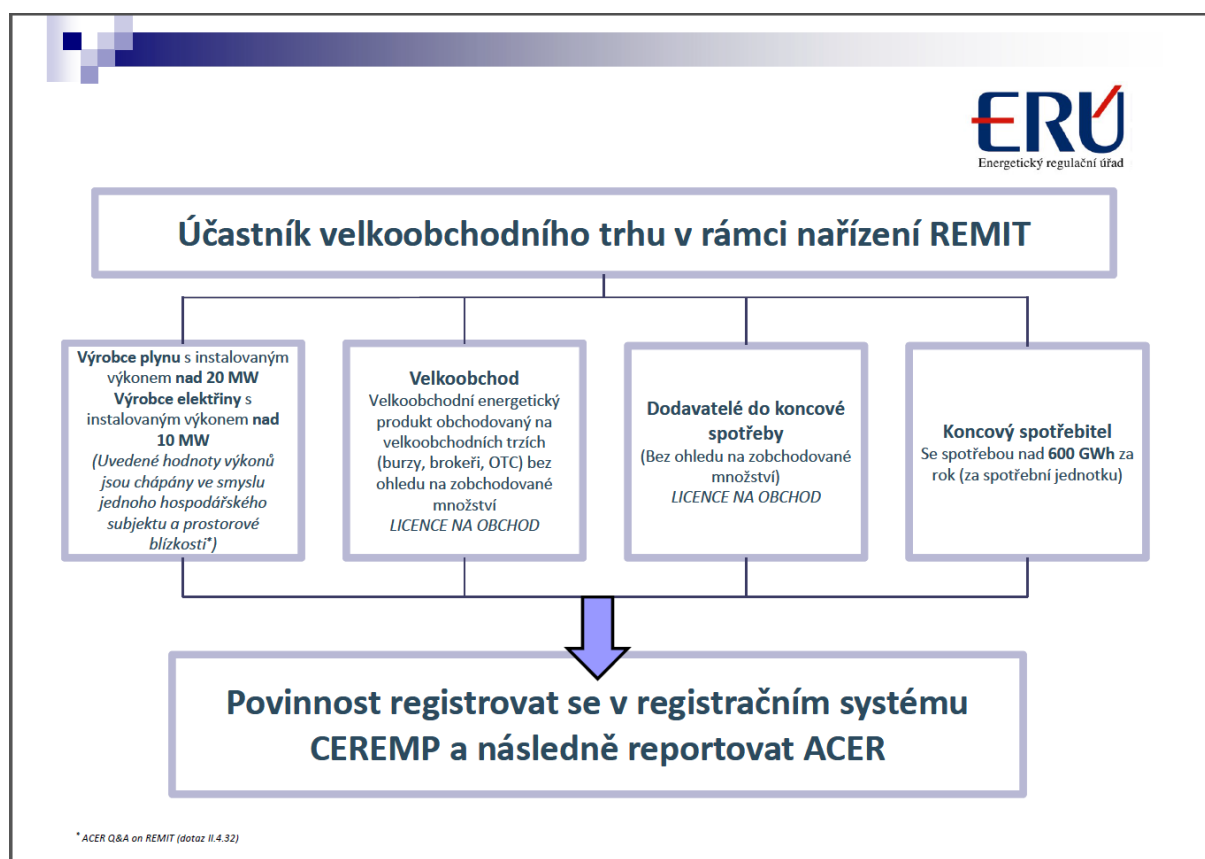 ERÚ
Energetický regulační úřad
Účastník velkoobchodního trhu v rámci nařízení REMIT
Výrobce plynu s instalovaným
výkonem nad 20 MW
Výrobce elektřiny s
instalovaným výkonem nad
10 MW
(Uvedené hodnoty výkonů
jsou chápány ve smyslu
jednoho hospodářského
subjektu a prostorové
blízkosti*)
Velkoobchod
Velkoobchodní energetický
produkt obchodovaný na
velkoobchodních trzích
(burzy, brokeři, OTC) bez
ohledu na zobchodované
množství
LICENCE NA OBCHOD
Dodavatelé do koncové
spotřeby
(Bez ohledu na zobchodované
množství)
LICENCE NA OBCHOD
Koncový spotřebitel
Se spotřebou nad 600 GWh za
rok (za spotřební jednotku)
Povinnost registrovat se v registračním systému
CEREMP a následně reportovat ACER
* ACER Q&A on REMIT (dotaz II.4.32)